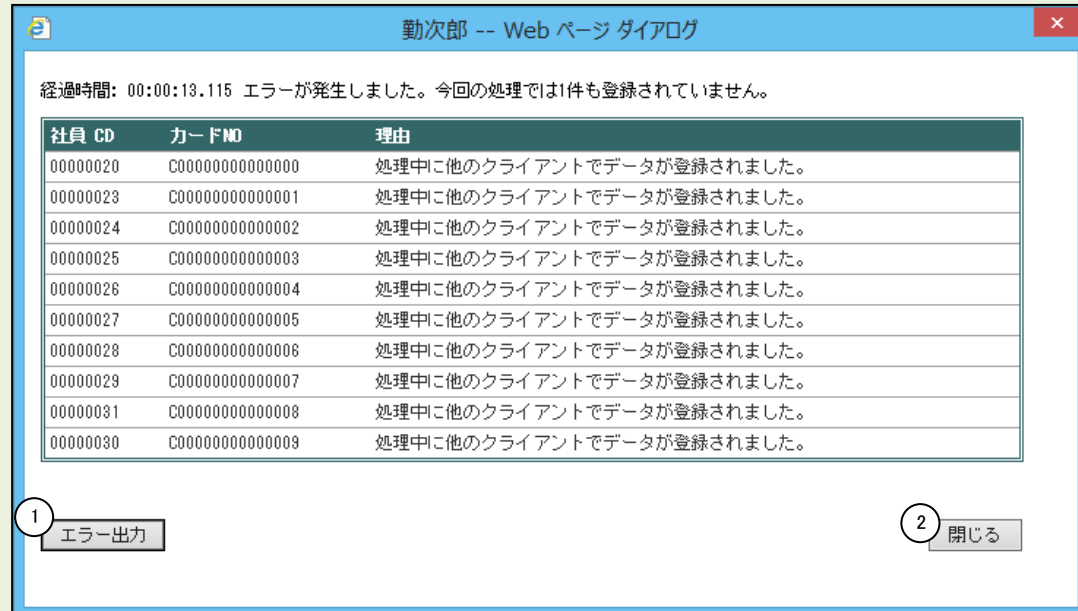 勤次郎 -- Web ページ ダイアログ
経過時間: 00:00:13.115 エラーが発生しました。今回の処理では1件も登録されていません。
社員 CD カードNO 理由
00000020 C00000000000000 処理中に他のクライアントでデータが登録されました。
00000023 C00000000000001 処理中に他のクライアントでデータが登録されました。
00000024 C00000000000002 処理中に他のクライアントでデータが登録されました。
00000025 C00000000000003 処理中に他のクライアントでデータが登録されました。
00000026 C00000000000004 処理中に他のクライアントでデータが登録されました。
00000027 C00000000000005 処理中に他のクライアントでデータが登録されました。
00000028 C00000000000006 処理中に他のクライアントでデータが登録されました。
00000029 C00000000000007 処理中に他のクライアントでデータが登録されました。
00000031 C00000000000008 処理中に他のクライアントでデータが登録されました。
00000030 C00000000000009 処理中に他のクライアントでデータが登録されました。
1 エラー出力 2 閉じる